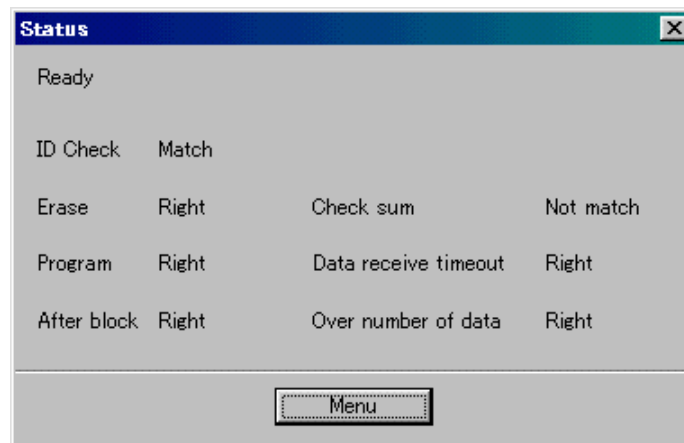 Status
Ready
ID Check Match
Erase Right Check sum Not match
Program Right Data receive timeout Right
After block Right Over number of data Right
Menu